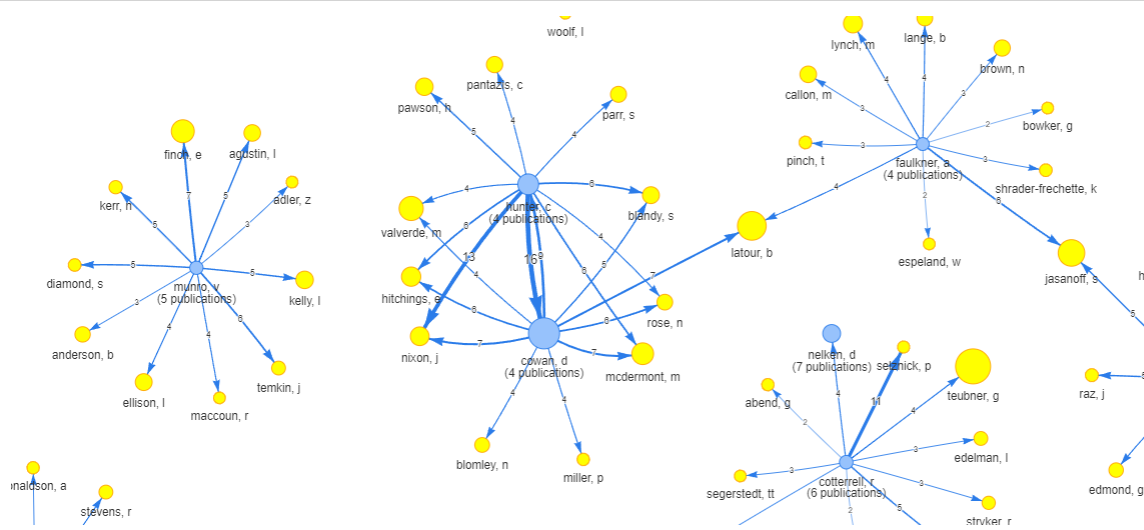 woolf, l
lynch, m
lange, b
brown, n
callon, m
bowker, g
pinch, t
faulkner, a
(4 publications)
shrader-frechette, k
espeland, w
jasanoff, s
latour, b
4
4
3
3
2
3
3
2
6
4
5
pantazis, c
pawson, h
parr, s
hunter, c
(4 publications)
valverde, m
blandy, s
hitchings, e
nixon, j
rose, n
mcdermont, m
cowan, d
(4 publications)
blomley, n
miller, p
5
4
4
4
6
6
13
16
9
4
6
5
4
7
6
7
6
7
4
4
finch, e
agustin, l
kerr, h
adler, z
diamond, s
munro, v
(5 publications)
kelly, l
anderson, b
ellison, l
maccoun, r
temkin, j
7
5
5
3
5
5
3
4
4
6
nelken, d
(7 publications)
selznick, p
abend, g
teubner, g
edelman, l
cotterrell, r
(6 publications)
segerstedt, tt
stryker, r
4
11
2
4
3
3
3
5
2
raz, j
edmond, g
stevens, r